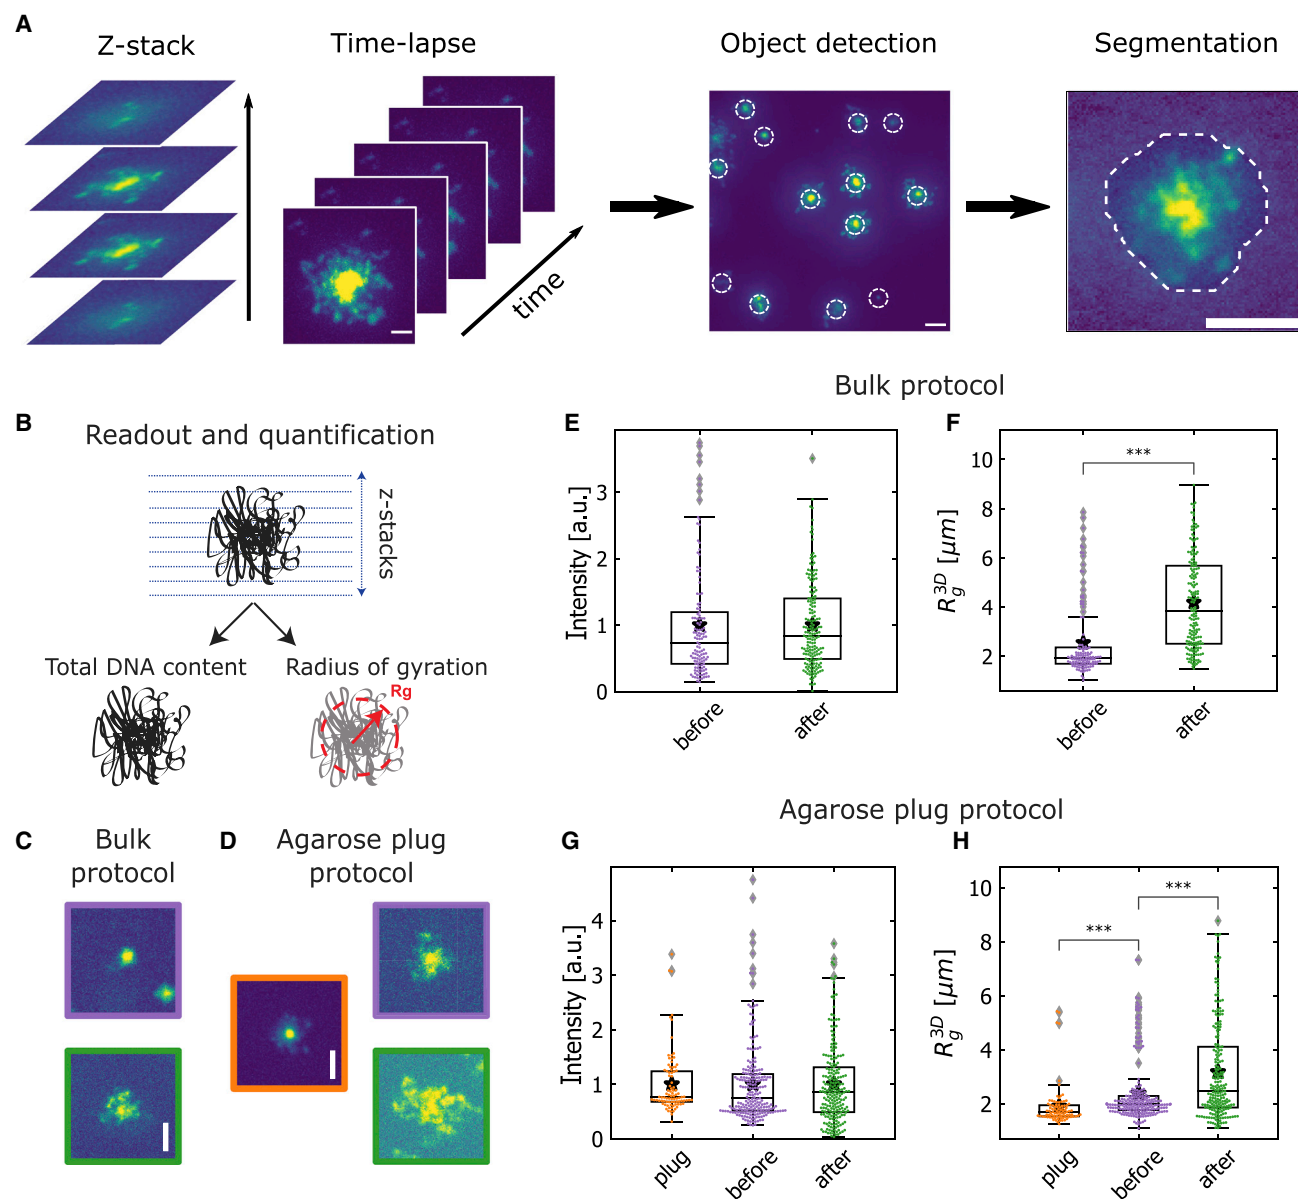 A
Z-stack
Time-lapse
Object detection
Segmentation
time
Bulk protocol
B
Readout and quantification
z-stacks
Total DNA content
Radius of gyration
Rg
E
Intensity [a.u.]
3
2
1
0
before
after
F
R_g^{3D} [μm]
10
8
6
4
2
***
before
after
Agarose plug protocol
C
Bulk
protocol
D
Agarose plug
protocol
G
Intensity [a.u.]
4
3
2
1
0
plug
before
after
H
R_g^{3D} [μm]
10
8
6
4
2
***
***
plug
before
after